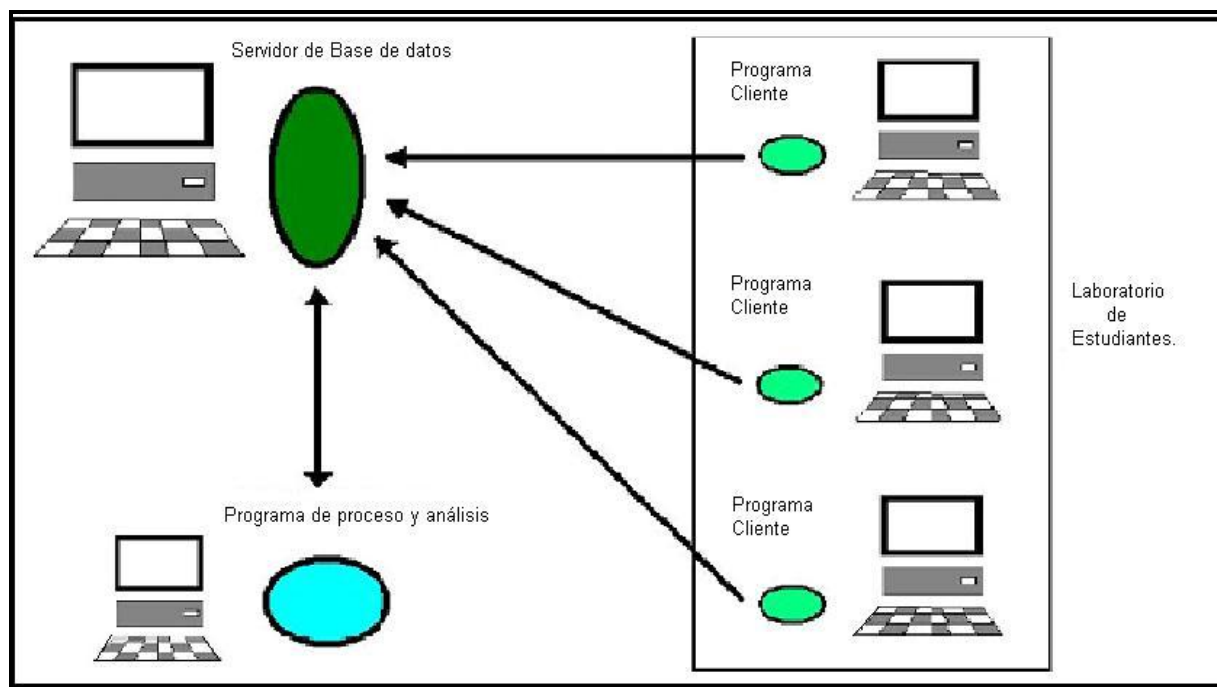 Servidor de Base de datos
Programa
Cliente
Programa
Cliente
Laboratorio
de
Estudiantes.
Programa
Cliente
Programa de proceso y análisis